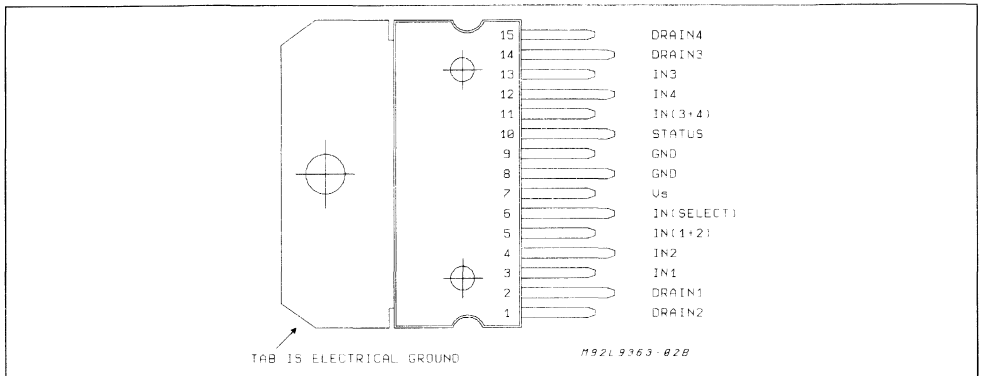 15 DRAIN4
14 DRAIN3
13 IN3
12 IN4
11 IN(3+4)
10 STATUS
9 GND
8 GND
7 Vs
6 IN(SELECT)
5 IN(1+2)
4 IN2
3 IN1
2 DRAIN1
1 DRAIN2
TAB IS ELECTRICAL GROUND
M92L9363-02B